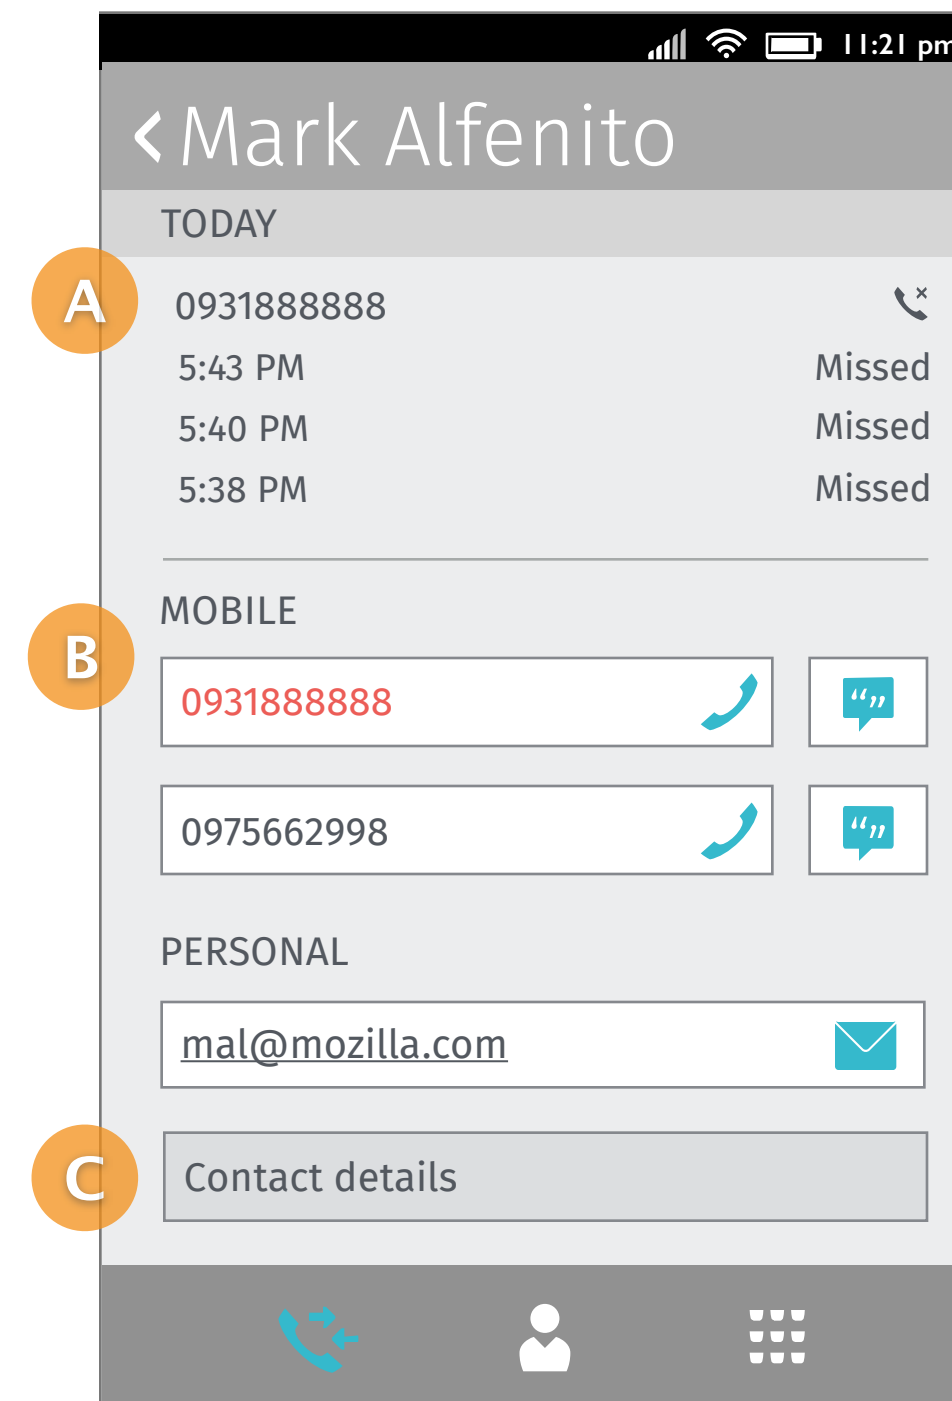 11:21 pm
Mark Alfenito
TODAY
A
0931888888
5:43 PM Missed
5:40 PM Missed
5:38 PM Missed
MOBILE
B
0931888888
0975662998
PERSONAL
mal@mozilla.com
C
Contact details